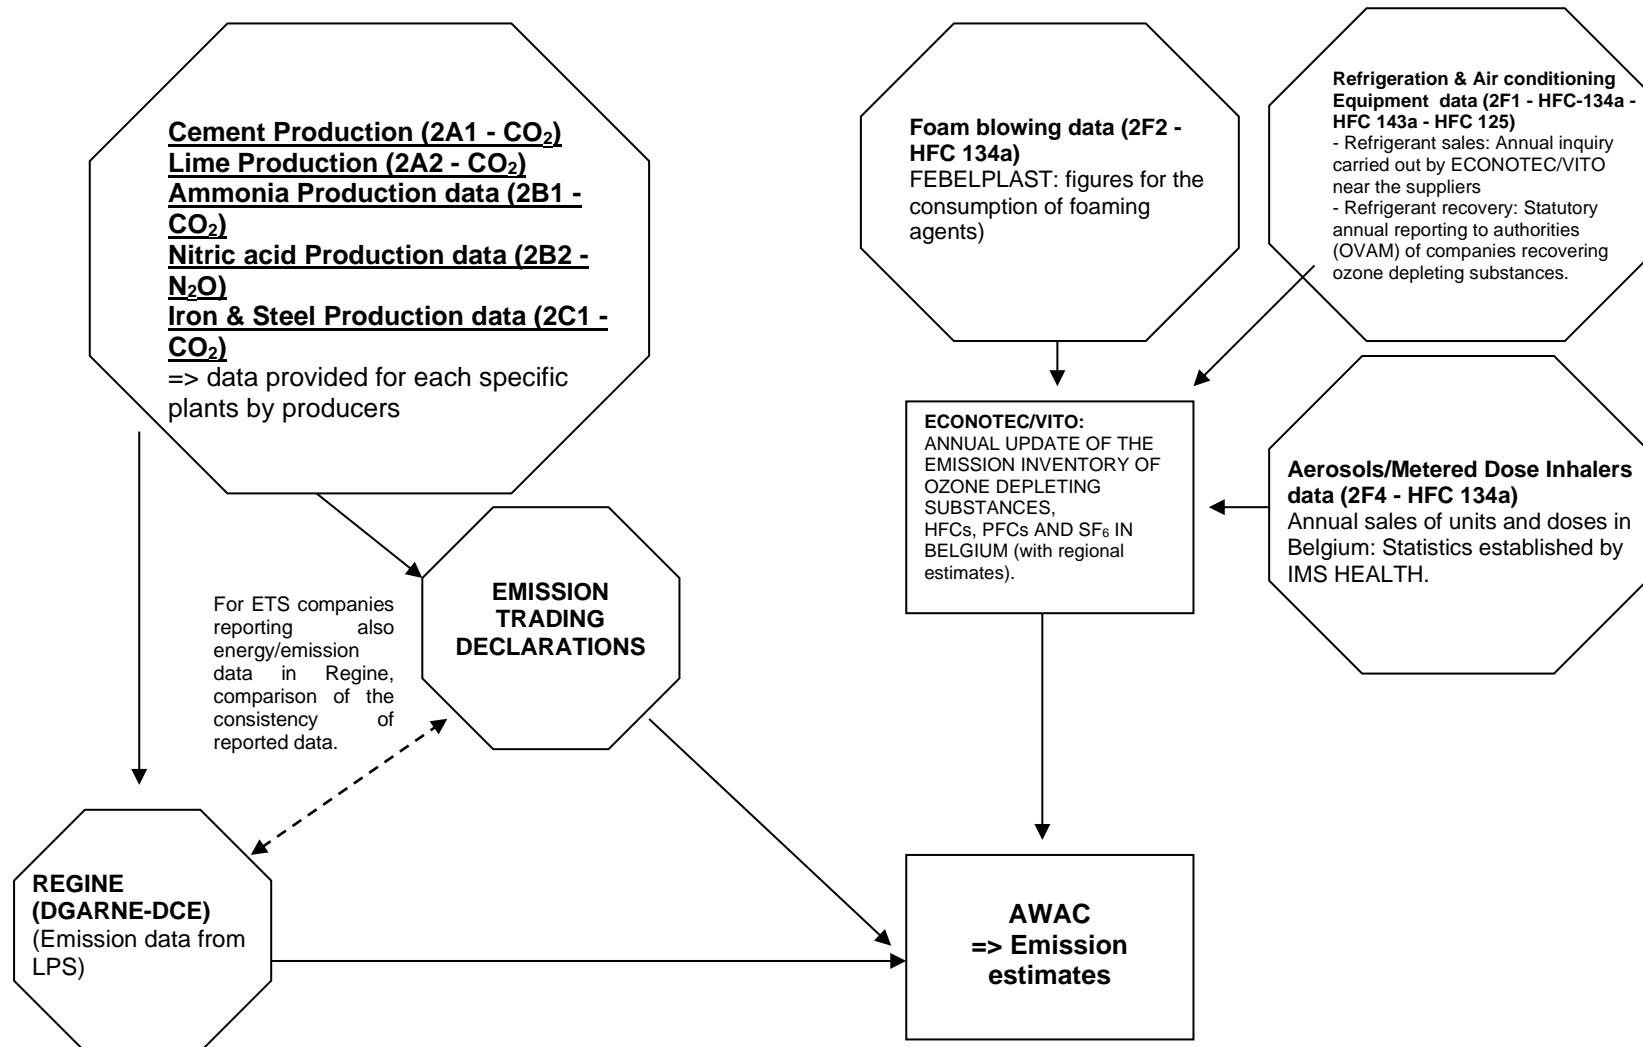 Cement Production (2A1 - CO₂)
Lime Production (2A2 - CO₂)
Ammonia Production data (2B1 -
CO₂)
Nitric acid Production data (2B2 -
N₂O)
Iron & Steel Production data (2C1 -
CO₂)
=> data provided for each specific
plants by producers
Foam blowing data (2F2 -
HFC 134a)
FEBELPLAST: figures for the
consumption of foaming
agents)
Refrigeration & Air conditioning
Equipment data (2F1 - HFC-134a -
HFC 143a - HFC 125)
- Refrigerant sales: Annual inquiry
carried out by ECONOTEC/VITO
near the suppliers
- Refrigerant recovery: Statutory
annual reporting to authorities
(OVAM) of companies recovering
ozone depleting substances.
ECONOTEC/VITO:
ANNUAL UPDATE OF THE
EMISSION INVENTORY OF
OZONE DEPLETING
SUBSTANCES,
HFCs, PFCs AND SF₆ IN
BELGIUM (with regional
estimates).
Aerosols/Metered Dose Inhalers
data (2F4 - HFC 134a)
Annual sales of units and doses in
Belgium: Statistics established by
IMS HEALTH.
For ETS companies
reporting also
energy/emission
data in Regine,
comparison of the
consistency of
reported data.
EMISSION
TRADING
DECLARATIONS
REGINE
(DGARNE-DCE)
(Emission data from
LPS)
AWAC
=> Emission
estimates